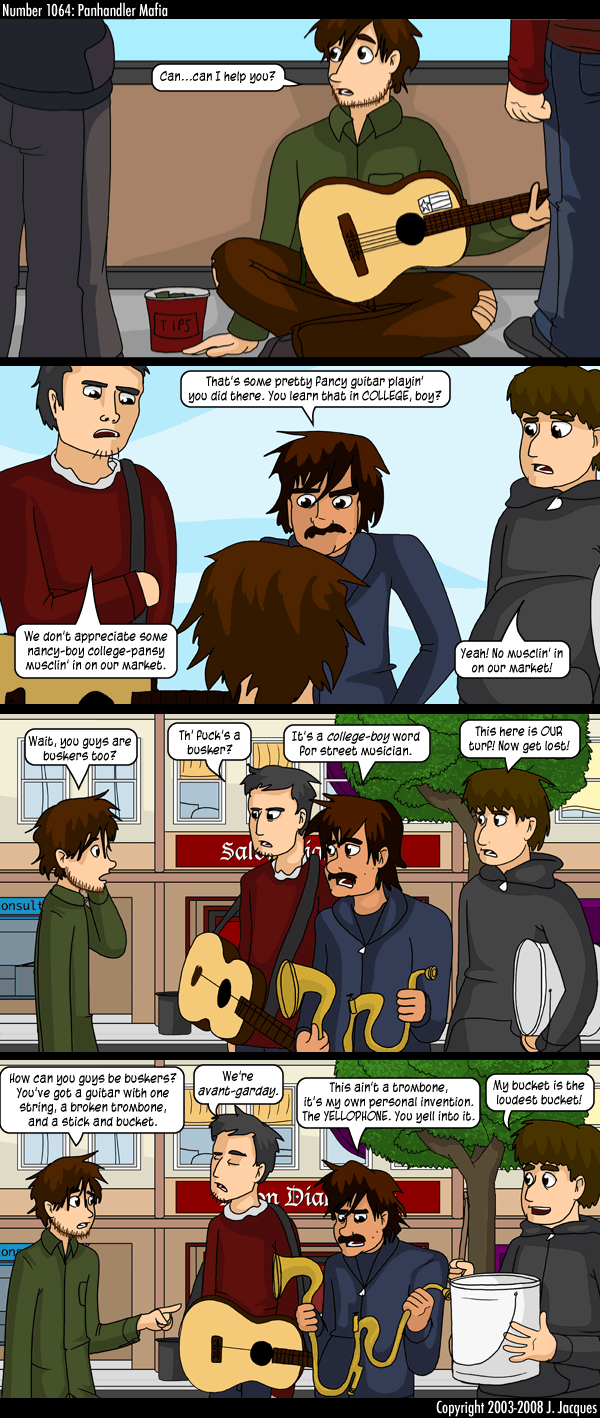 Number 1064: Panhandler Mafia
Can...can I help you?
TIPS
That's some pretty fancy guitar playin'
you did there. You learn that in COLLEGE, boy?
We don't appreciate some
nancy-boy college-pansy
musclin' in on our market.
Yeah! No musclin' in
on our market!
Wait, you guys are
buskers too?
Th' fuck's a
busker?
It's a college-boy word
for street musician.
This here is OUR
turf! Now get lost!
onsult
How can you guys be buskers?
You've got a guitar with one
string, a broken trombone,
and a stick and bucket.
We're
avant-garday.
This ain't a trombone,
it's my own personal invention.
The YELLOPHONE. You yell into it.
My bucket is the
loudest bucket!
on Dia
ons
Copyright 2003-2008 J. Jacques